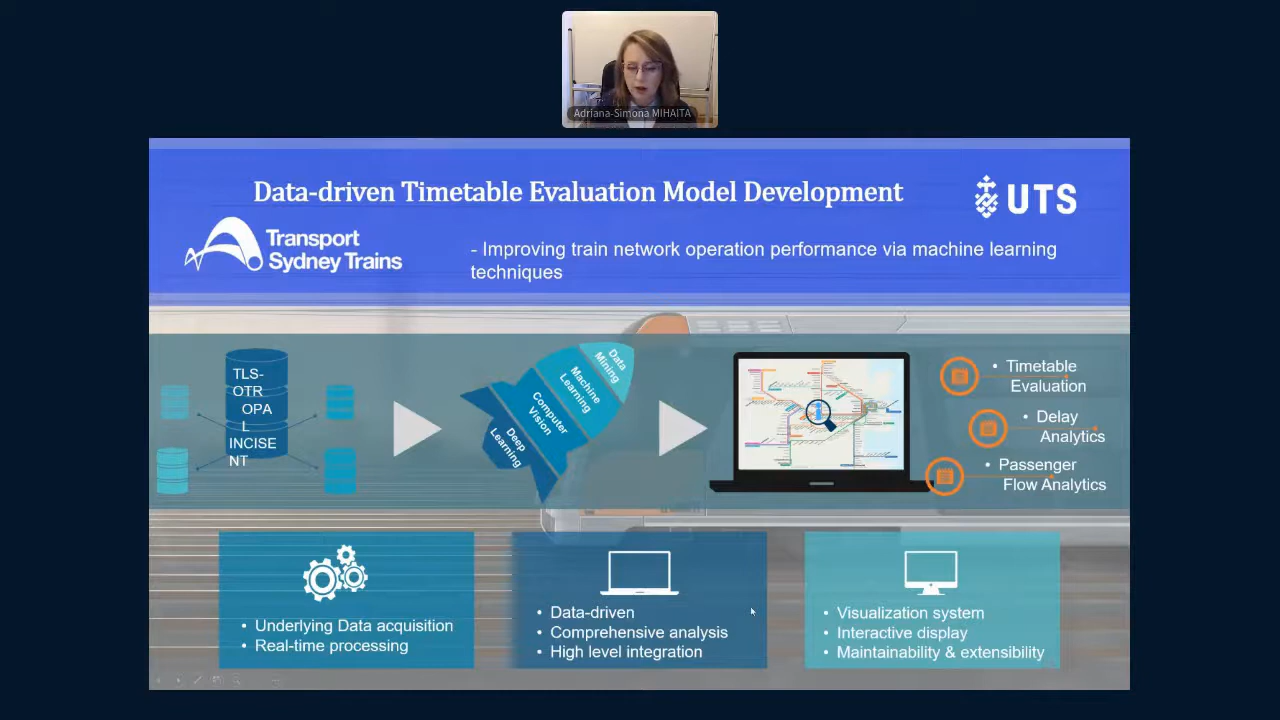 Adriana-Simona MIHAITA
Data-driven Timetable Evaluation Model Development
UTS
Transport
Sydney Trains
- Improving train network operation performance via machine learning
techniques
TLS-
OTR
OPA
L
INCISE
NT
Data
Mining
Machine
Learning
Computer
Vision
Deep
Learning
• Timetable
Evaluation
• Delay
Analytics
• Passenger
Flow Analytics
• Underlying Data acquisition
• Real-time processing
• Data-driven
• Comprehensive analysis
• High level integration
• Visualization system
• Interactive display
• Maintainability & extensibility